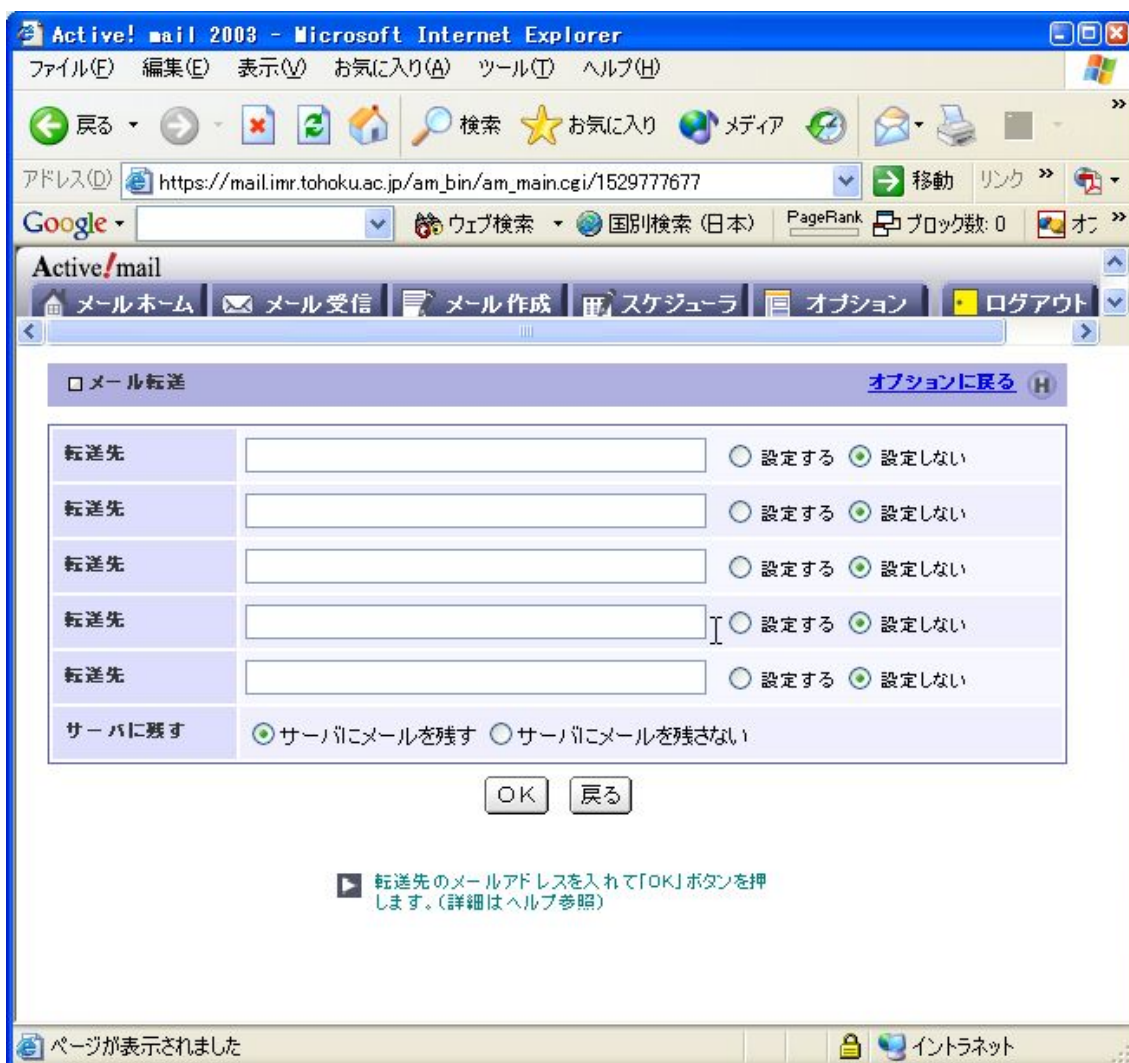 Active! mail 2003 - Microsoft Internet Explorer
ファイル(F) 編集(E) 表示(V) お気に入り(A) ツール(T) ヘルプ(H)
戻る 検索 お気に入り メディア
アドレス(D) https://mail.imr.tohoku.ac.jp/am_bin/am_main.cgi/1529777677 移動 リンク
Google ウェブ検索 国別検索 (日本) PageRank ブロック数: 0 オフ
Active!mail
メールホーム メール受信 メール作成 スケジューラ オプション ログアウト
メール転送 オプションに戻る H
転送先 設定する 設定しない
転送先 設定する 設定しない
転送先 設定する 設定しない
転送先 設定する 設定しない
転送先 設定する 設定しない
サーバに残す サーバにメールを残す サーバにメールを残さない
OK 戻る
転送先のメールアドレスを入れて「OK」ボタンを押
します。(詳細はヘルプ参照)
ページが表示されました イントラネット